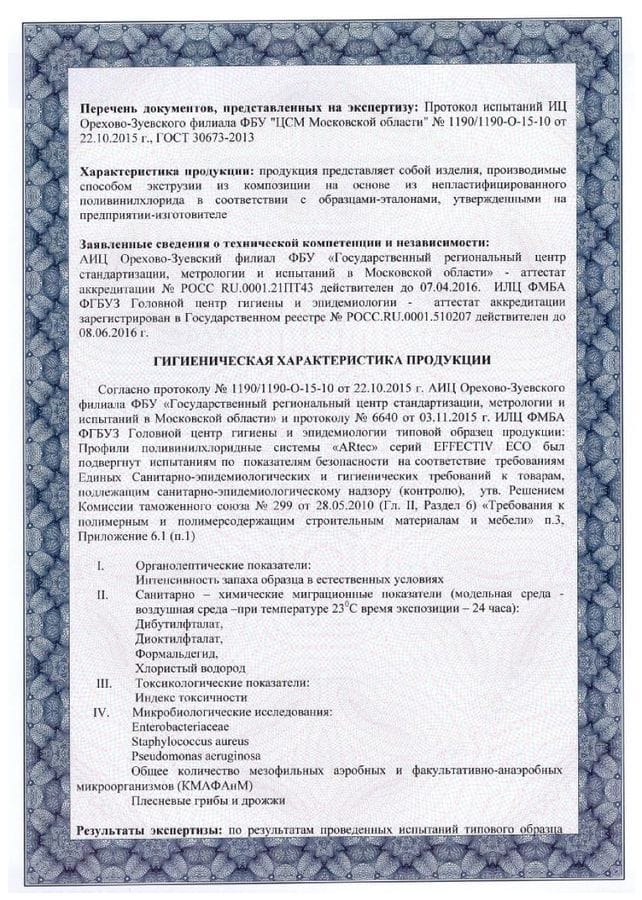 Перечень документов, представленных на экспертизу: Протокол испытаний ИЦ
Орехово-Зуевского филиала ФБУ "ЦСМ Московской области" № 1190/1190-О-15-10 от
22.10.2015 г., ГОСТ 30673-2013
Характеристика продукции: продукция представляет собой изделия, производимые
способом экструзии из композиции на основе из непластифицированного
поливинилхлорида в соответствии с образцами-эталонами, утвержденными на
предприятии-изготовителе
Заявленные сведения о технической компетенции и независимости:
АИЦ Орехово-Зуевский филиал ФБУ «Государственный региональный центр
стандартизации, метрологии и испытаний в Московской области» - аттестат
аккредитации № РОСС RU.0001.21ПТ43 действителен до 07.04.2016. ИЛЦ ФМБА
ФГБУЗ Головной центр гигиены и эпидемиологии - аттестат аккредитации
зарегистрирован в Государственном реестре № РОСС.RU.0001.510207 действителен до
08.06.2016 г.
ГИГИЕНИЧЕСКАЯ ХАРАКТЕРИСТИКА ПРОДУКЦИИ
Согласно протоколу № 1190/1190-О-15-10 от 22.10.2015 г. АИЦ Орехово-Зуевского
филиала ФБУ «Государственный региональный центр стандартизации, метрологии и
испытаний в Московской области» и протоколу № 6640 от 03.11.2015 г. ИЛЦ ФМБА
ФГБУЗ Головной центр гигиены и эпидемиологии типовой образец продукции:
Профили поливинилхлоридные системы «ARtec» серий EFFECTIV ECO был
подвергнут испытаниям по показателям безопасности на соответствие требованиям
Единых Санитарно-эпидемиологических и гигиенических требований к товарам,
подлежащим санитарно-эпидемиологическому надзору (контролю), утв. Решением
Комиссии таможенного союза № 299 от 28.05.2010 (Гл. II, Раздел 6) «Требования к
полимерным и полимерсодержащим строительным материалам и мебели» п.3,
Приложение 6.1 (п.1)
I. Органолептические показатели:
Интенсивность запаха образца в естественных условиях
II. Санитарно – химические миграционные показатели (модельная среда -
воздушная среда –при температуре 23⁰С время экспозиции – 24 часа):
Дибутилфталат,
Диоктилфталат,
Формальдегид,
Хлористый водород
III. Токсикологические показатели:
Индекс токсичности
IV. Микробиологические исследования:
Enterobacteriaceae
Staphylococcus aureus
Pseudomonas aeruginosa
Общее количество мезофильных аэробных и факультативно-анаэробных
микроорганизмов (КМАФАнМ)
Плесневые грибы и дрожжи
Результаты экспертизы: по результатам проведенных испытаний типового образца